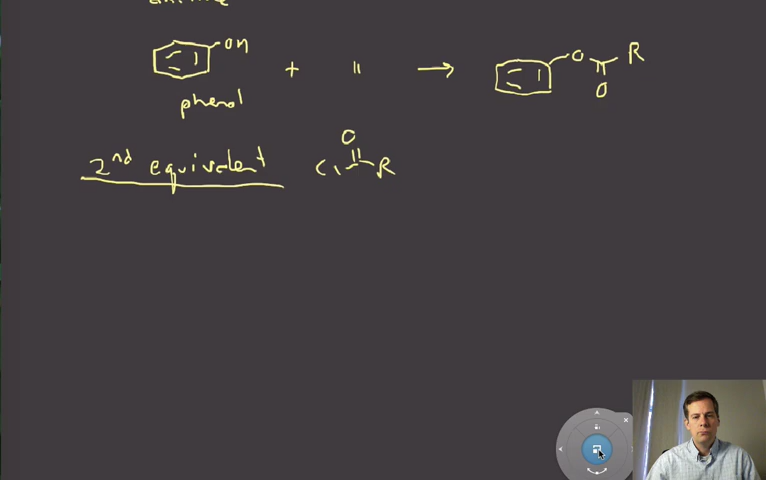 OH
+ " → O R
O
phenol
2nd equivalent Cl R
O